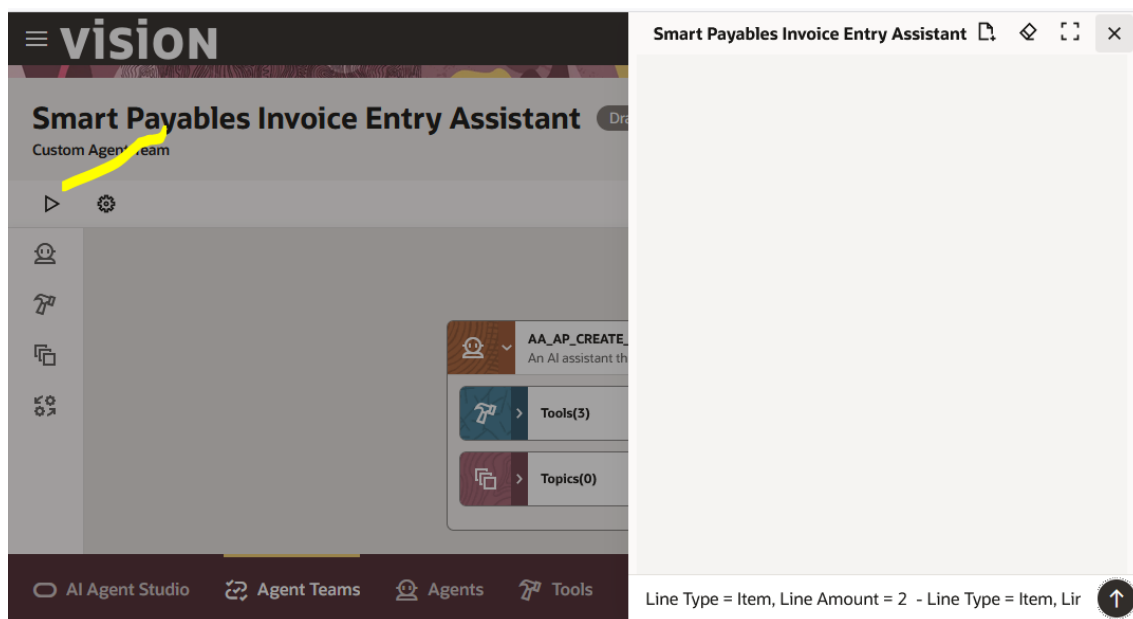 vision
Smart Payables Invoice Entry Assistant
Smart Payables Invoice Entry Assistant Dra
Custom Agent Team
AA_AP_CREATE_
An AI assistant th
Tools(3)
Topics(0)
AI Agent Studio Agent Teams Agents Tools
Line Type = Item, Line Amount = 2 - Line Type = Item, Lir